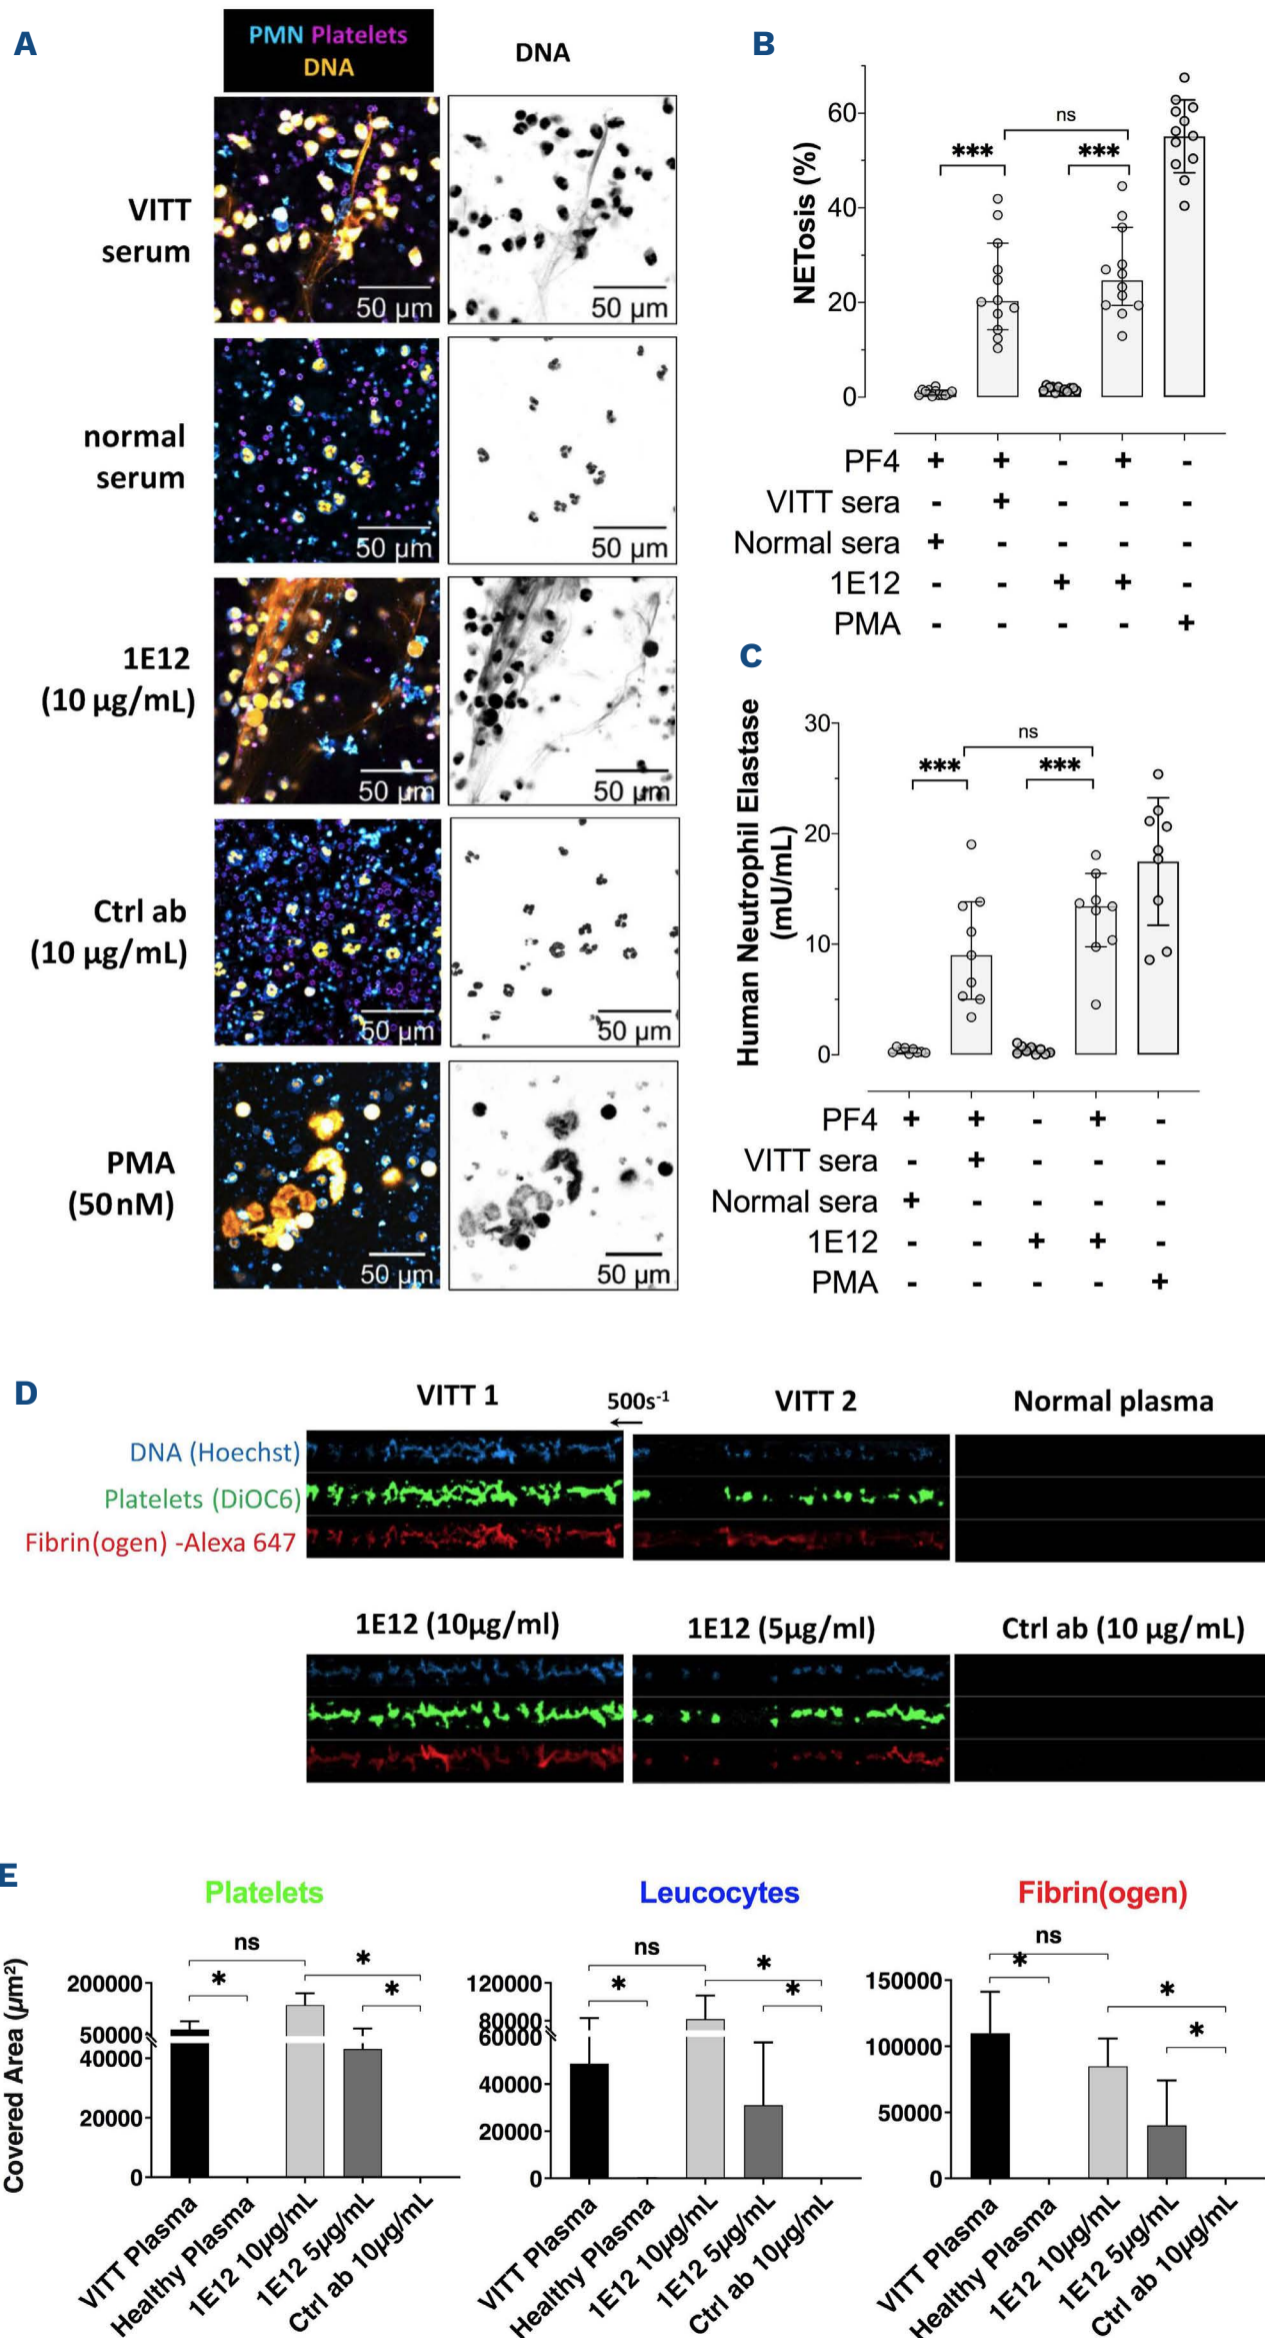 A
PMN Platelets
DNA
DNA
VITT
serum
50 µm
50 µm
normal
serum
50 µm
50 µm
1E12
(10 µg/mL)
50 µm
50 µm
Ctrl ab
(10 µg/mL)
50 µm
50 µm
PMA
(50 nM)
50 µm
50 µm
B
NETosis (%)
60
40
20
0
***
ns
***
PF4 + + - + -
VITT sera - + - - -
Normal sera + - - - -
1E12 - - + + -
PMA - - - - +
C
Human Neutrophil Elastase
(mU/mL)
30
20
10
0
***
ns
***
PF4 + + - + -
VITT sera - + - - -
Normal sera + - - - -
1E12 - - + + -
PMA - - - - +
D
VITT 1
500s-1
VITT 2
Normal plasma
DNA (Hoechst)
Platelets (DiOC6)
Fibrin(ogen) -Alexa 647
1E12 (10µg/ml)
1E12 (5µg/ml)
Ctrl ab (10 µg/mL)
E
Covered Area (µm²)
Platelets
ns
*
*
*
200000
50000
40000
20000
0
VITT Plasma
Healthy Plasma
1E12 10µg/mL
1E12 5µg/mL
Ctrl ab 10µg/mL
Leucocytes
ns
*
*
*
120000
80000
60000
40000
20000
0
VITT Plasma
Healthy Plasma
1E12 10µg/mL
1E12 5µg/mL
Ctrl ab 10µg/mL
Fibrin(ogen)
ns
*
*
*
150000
100000
50000
0
VITT Plasma
Healthy Plasma
1E12 10µg/mL
1E12 5µg/mL
Ctrl ab 10µg/mL